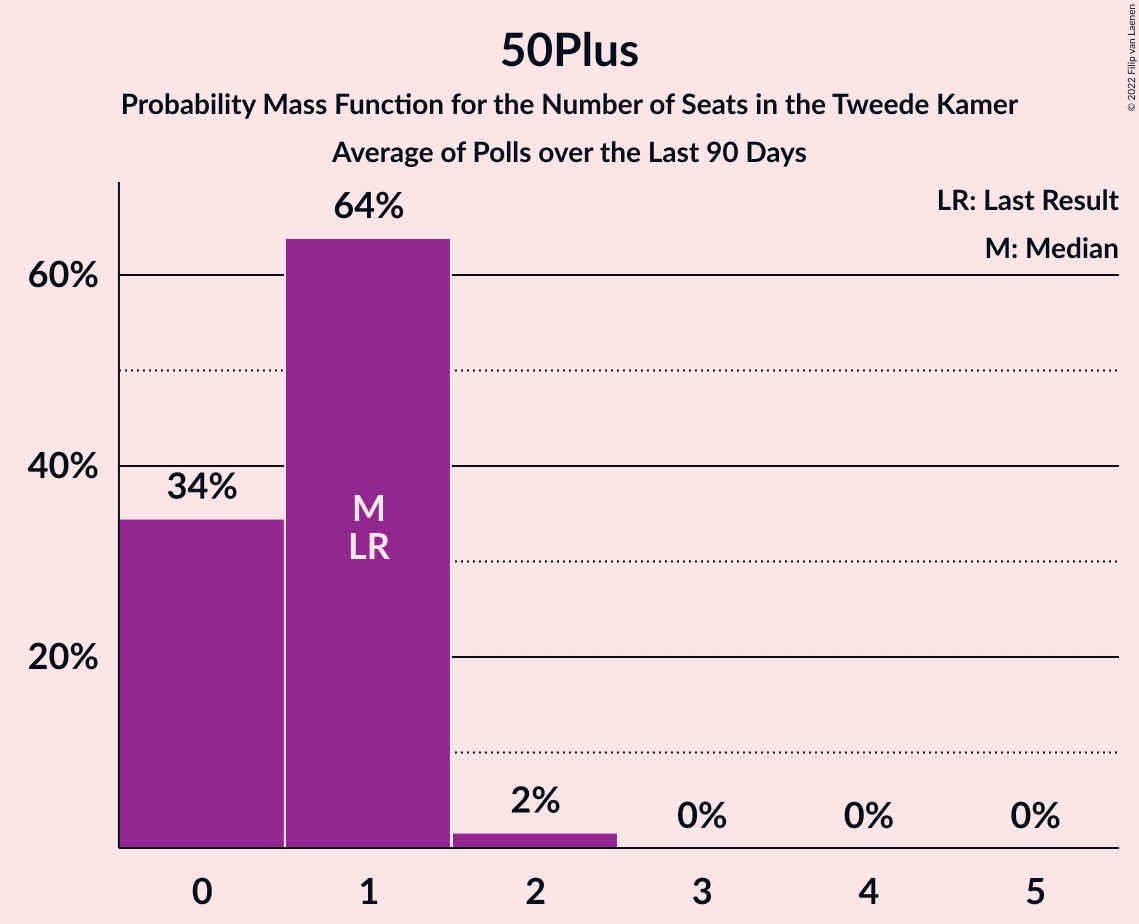 50Plus
Probability Mass Function for the Number of Seats in the Tweede Kamer
Average of Polls over the Last 90 Days
© 2022 Filip van Laenen
LR: Last Result
M: Median
64%
60%
40%
34%
M
LR
20%
2%
0%
0%
0%
0
1
2
3
4
5